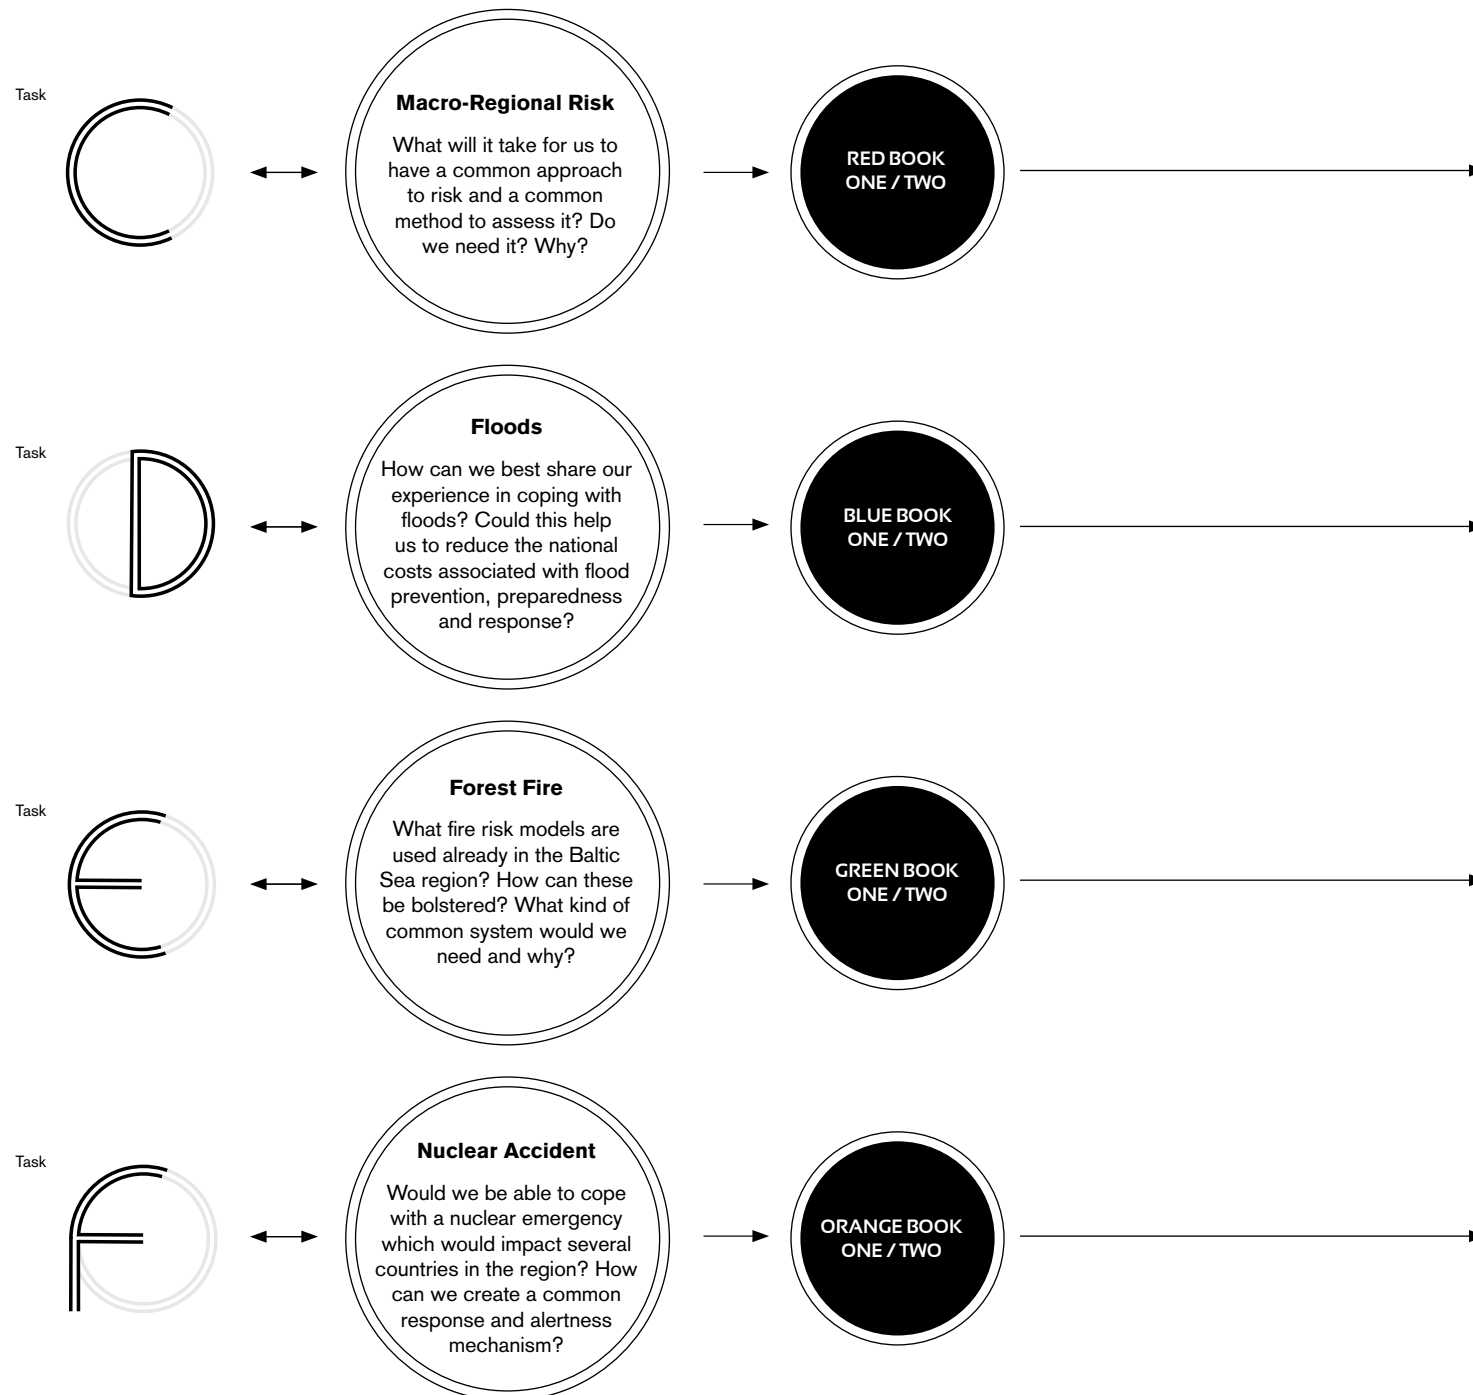 Task
C
Macro-Regional Risk
What will it take for us to
have a common approach
to risk and a common
method to assess it? Do
we need it? Why?
RED BOOK
ONE / TWO
Task
D
Floods
How can we best share our
experience in coping with
floods? Could this help
us to reduce the national
costs associated with flood
prevention, preparedness
and response?
BLUE BOOK
ONE / TWO
Task
E
Forest Fire
What fire risk models are
used already in the Baltic
Sea region? How can these
be bolstered? What kind of
common system would we
need and why?
GREEN BOOK
ONE / TWO
Task
F
Nuclear Accident
Would we be able to cope
with a nuclear emergency
which would impact several
countries in the region? How
can we create a common
response and alertness
mechanism?
ORANGE BOOK
ONE / TWO